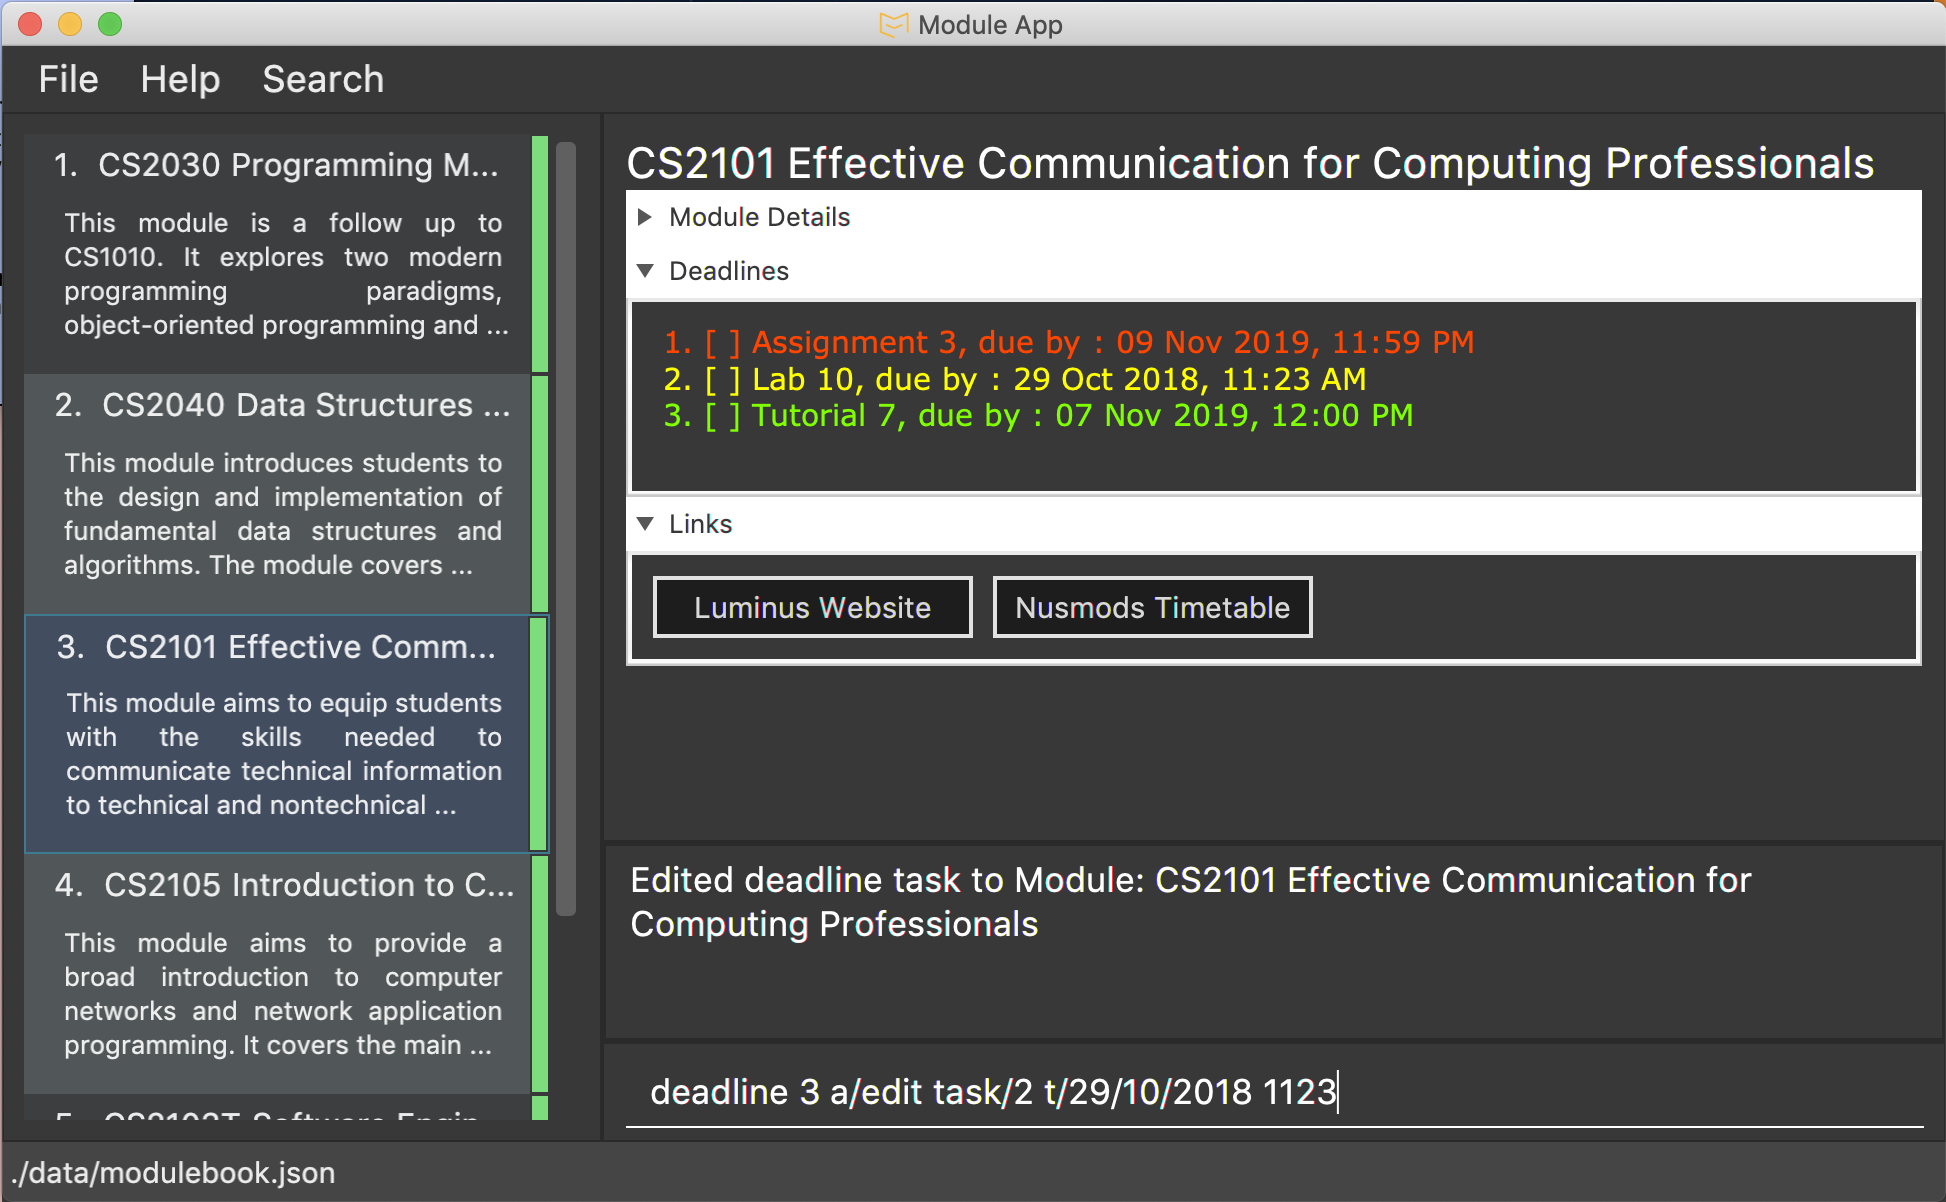 Module App
File Help Search
1. CS2030 Programming M...
This module is a follow up to
CS1010. It explores two modern
programming paradigms,
object-oriented programming and ...
2. CS2040 Data Structures ...
This module introduces students to
the design and implementation of
fundamental data structures and
algorithms. The module covers ...
3. CS2101 Effective Comm...
This module aims to equip students
with the skills needed to
communicate technical information
to technical and nontechnical ...
4. CS2105 Introduction to C...
This module aims to provide a
broad introduction to computer
networks and network application
programming. It covers the main ...
5. CS2103T Software Engin...
CS2101 Effective Communication for Computing Professionals
Module Details
Deadlines
1. [ ] Assignment 3, due by : 09 Nov 2019, 11:59 PM
2. [ ] Lab 10, due by : 29 Oct 2018, 11:23 AM
3. [ ] Tutorial 7, due by : 07 Nov 2019, 12:00 PM
Links
Luminus Website Nusmods Timetable
Edited deadline task to Module: CS2101 Effective Communication for
Computing Professionals
deadline 3 a/edit task/2 t/29/10/2018 1123
./data/modulebook.json